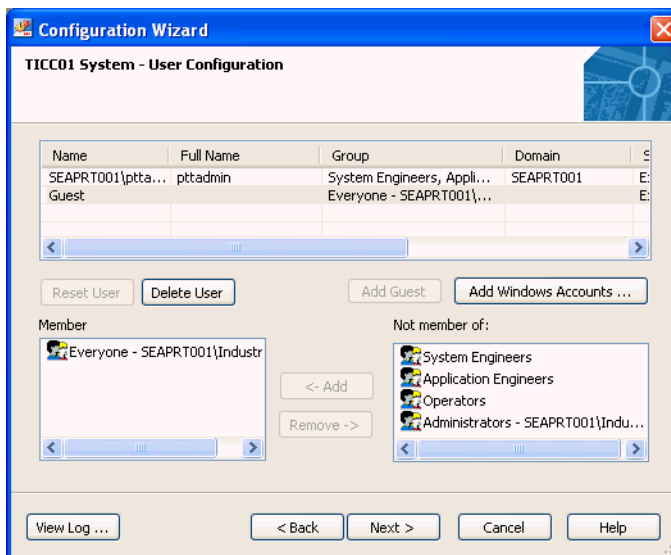 Configuration Wizard
TICC01 System - User Configuration
Name Full Name Group Domain S
SEAPRT001\ptta... pttadmin System Engineers, Appli... SEAPRT001 E:
Guest Everyone - SEAPRT001\... E:
Reset User Delete User Add Guest Add Windows Accounts ...
Member Not member of:
Everyone - SEAPRT001\Industr
System Engineers
Application Engineers
Operators
Administrators - SEAPRT001\Indu...
<- Add
Remove ->
View Log ... < Back Next > Cancel Help